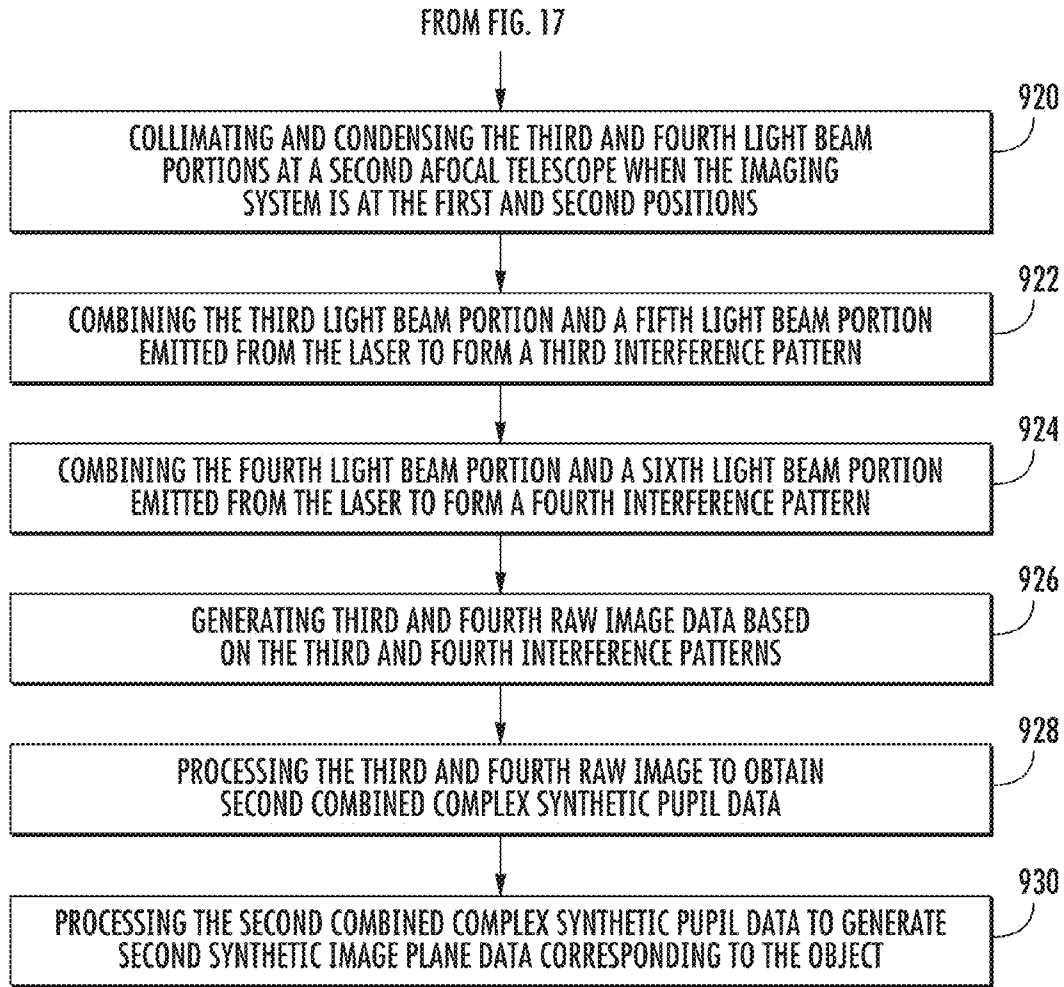 FROM FIG. 17
920
COLLIMATING AND CONDENSING THE THIRD AND FOURTH LIGHT BEAM
PORTIONS AT A SECOND AFOCAL TELESCOPE WHEN THE IMAGING
SYSTEM IS AT THE FIRST AND SECOND POSITIONS
922
COMBINING THE THIRD LIGHT BEAM PORTION AND A FIFTH LIGHT BEAM PORTION
EMITTED FROM THE LASER TO FORM A THIRD INTERFERENCE PATTERN
924
COMBINING THE FOURTH LIGHT BEAM PORTION AND A SIXTH LIGHT BEAM PORTION
EMITTED FROM THE LASER TO FORM A FOURTH INTERFERENCE PATTERN
926
GENERATING THIRD AND FOURTH RAW IMAGE DATA BASED
ON THE THIRD AND FOURTH INTERFERENCE PATTERNS
928
PROCESSING THE THIRD AND FOURTH RAW IMAGE TO OBTAIN
SECOND COMBINED COMPLEX SYNTHETIC PUPIL DATA
930
PROCESSING THE SECOND COMBINED COMPLEX SYNTHETIC PUPIL DATA TO GENERATE
SECOND SYNTHETIC IMAGE PLANE DATA CORRESPONDING TO THE OBJECT